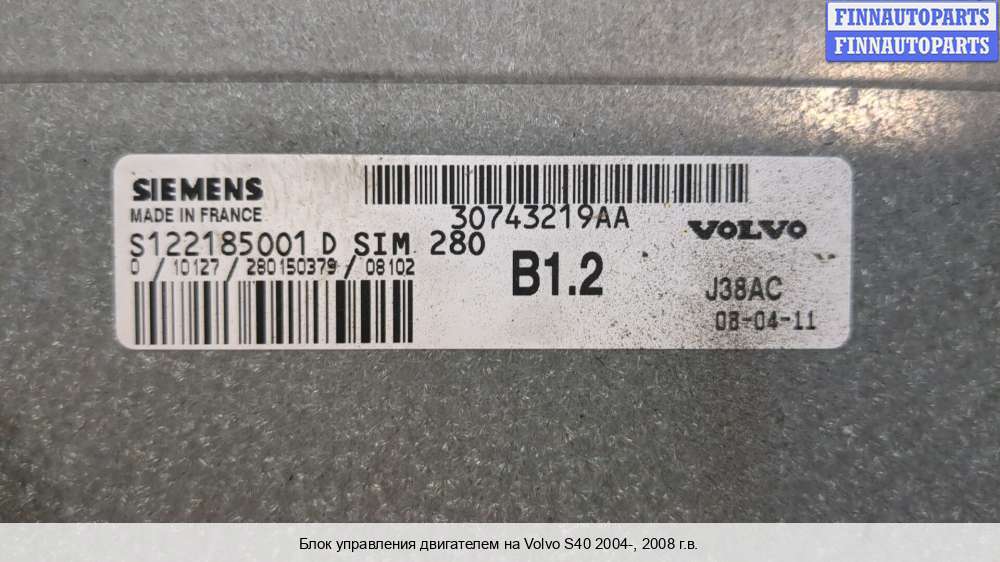 FINNAUTOPARTS
FINNAUTOPARTS
SIEMENS
MADE IN FRANCE
30743219AA
VOLVO
S122185001 D SIM 280
0 / 10127 / 280150379 / 08102
B1.2
J38AC
08-04-11
Блок управления двигателем на Volvo S40 2004-, 2008 г.в.